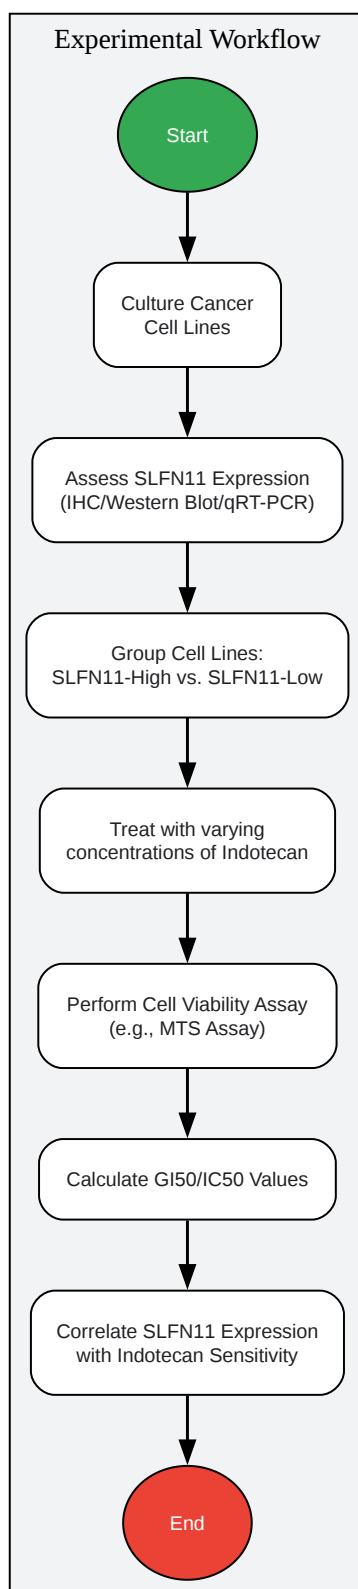 Experimental Workflow
Start
Culture Cancer
Cell Lines
Assess SLFN11 Expression
(IHC/Western Blot/qRT-PCR)
Group Cell Lines:
SLFN11-High vs. SLFN11-Low
Treat with varying
concentrations of Indotecan
Perform Cell Viability Assay
(e.g., MTS Assay)
Calculate GI50/IC50 Values
Correlate SLFN11 Expression
with Indotecan Sensitivity
End